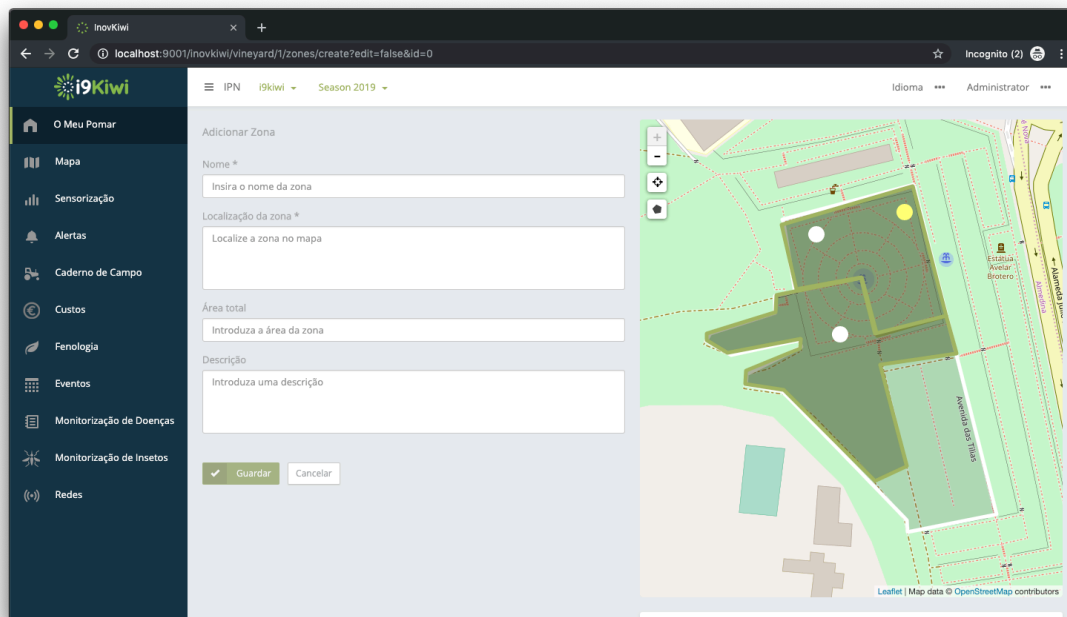 InovKiwi
localhost:9001/inovkiwi/vineyard/1/zones/create?edit=false&id=0
Incognito (2)
i9Kiwi
IPN
i9kiwi
Season 2019
Idioma
Administrator
O Meu Pomar
Mapa
Sensorização
Alertas
Caderno de Campo
Custos
Fenologia
Eventos
Monitorização de Doenças
Monitorização de Insetos
Redes
Adicionar Zona
Nome *
Insira o nome da zona
Localização da zona *
Localize a zona no mapa
Área total
Introduza a área da zona
Descrição
Introduza uma descrição
Guardar
Cancelar
+
-
Estátua
Avelar
Brotero
Almedina
Alameda Júlio
Avenida das Tílias
Leaflet | Map data © OpenStreetMap contributors